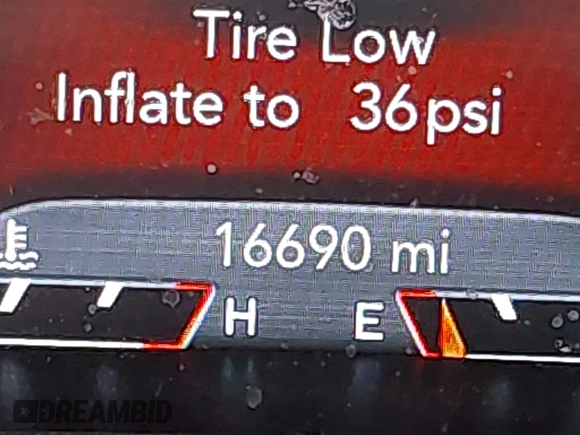 Tire Low
Inflate to 36psi
16690 mi
H E
DREAMBID